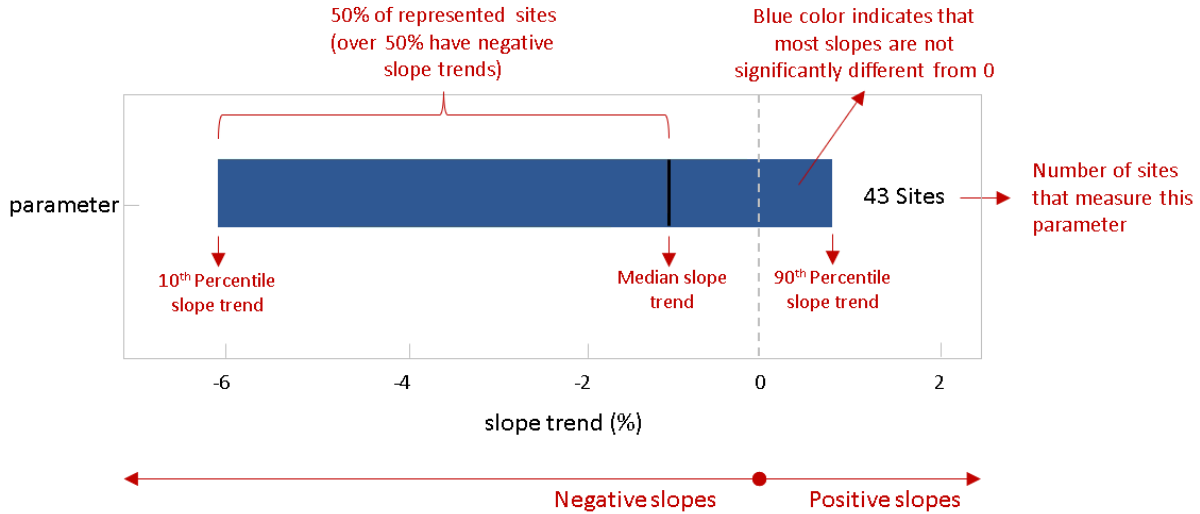 50% of represented sites
(over 50% have negative
slope trends)
Blue color indicates that
most slopes are not
significantly different from 0
parameter
43 Sites
Number of sites
that measure this
parameter
10th Percentile
slope trend
Median slope
trend
90th Percentile
slope trend
-6 -4 -2 0 2
slope trend (%)
Negative slopes
Positive slopes